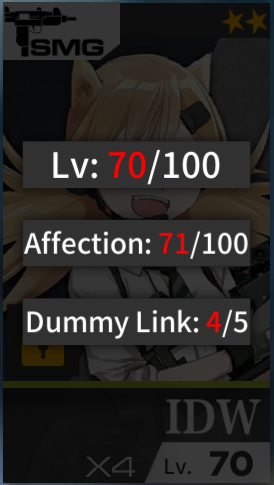 SMG
Lv: 70/100
Affection: 71/100
Dummy Link: 4/5
IDW
X4 Lv. 70